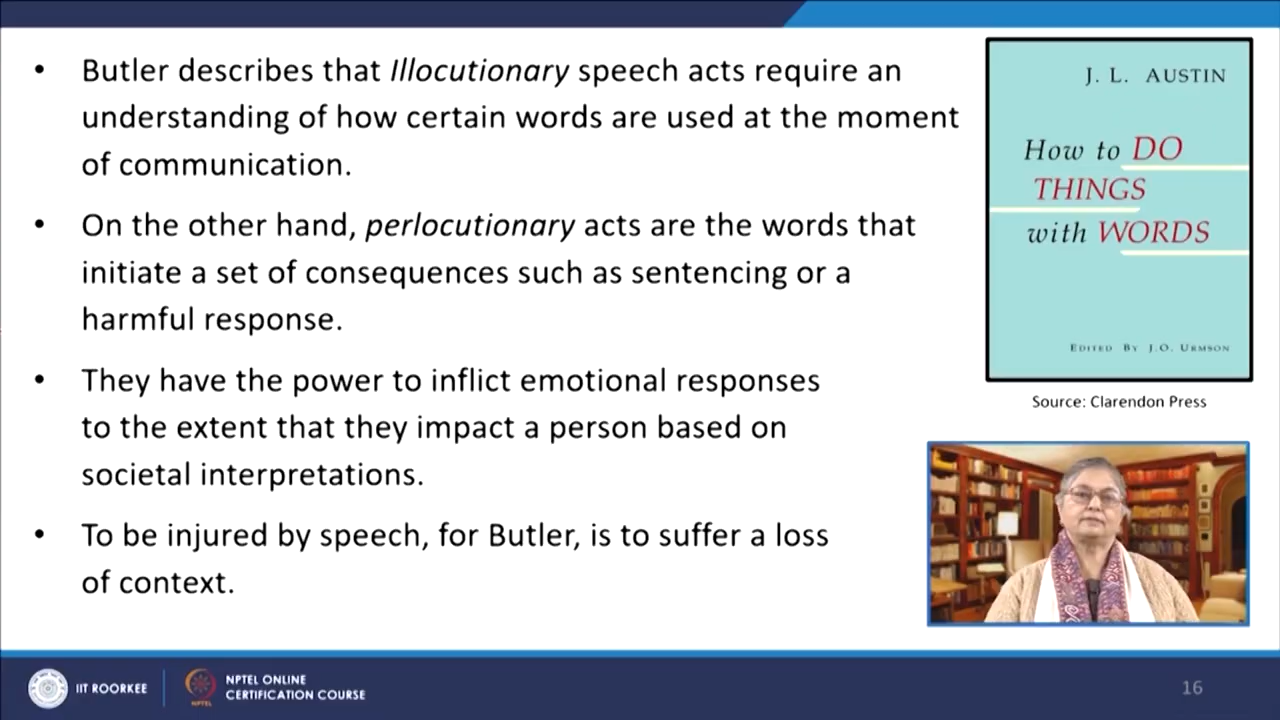 • Butler describes that Illocutionary speech acts require an
understanding of how certain words are used at the moment
of communication.
• On the other hand, perlocutionary acts are the words that
initiate a set of consequences such as sentencing or a
harmful response.
• They have the power to inflict emotional responses
to the extent that they impact a person based on
societal interpretations.
• To be injured by speech, for Butler, is to suffer a loss
of context.
J. L. AUSTIN
How to DO
THINGS
with WORDS
EDITED BY J.O. URMSON
Source: Clarendon Press
IIT ROORKEE
NPTEL
NPTEL ONLINE
CERTIFICATION COURSE
16